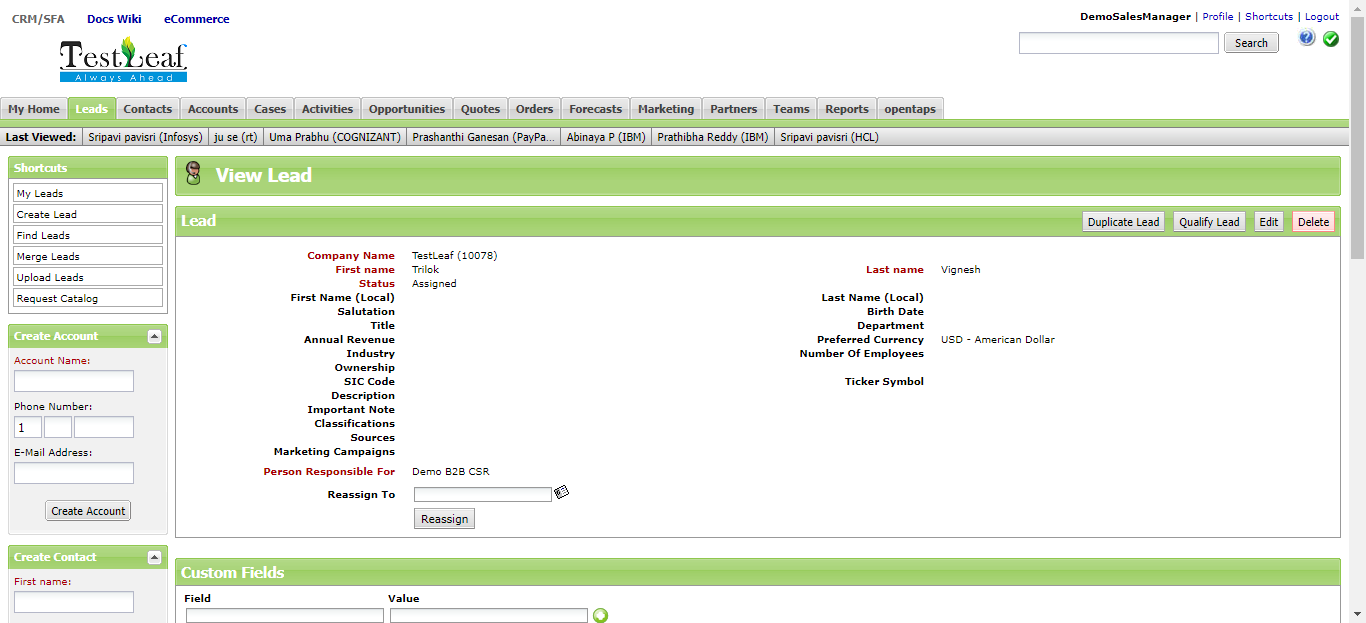 CRM/SFA Docs Wiki eCommerce
DemoSalesManager | Profile | Shortcuts | Logout
TestLeaf
Always Ahead
Search
My Home Leads Contacts Accounts Cases Activities Opportunities Quotes Orders Forecasts Marketing Partners Teams Reports opentaps
Last Viewed: Sripavi pavisri (Infosys) ju se (rt) Uma Prabhu (COGNIZANT) Prashanthi Ganesan (PayPa... Abinaya P (IBM) Prathibha Reddy (IBM) Sripavi pavisri (HCL)
Shortcuts
My Leads
Create Lead
Find Leads
Merge Leads
Upload Leads
Request Catalog
Create Account
Account Name:
Phone Number:
1
E-Mail Address:
Create Account
Create Contact
First name:
View Lead
Lead
Duplicate Lead Qualify Lead Edit Delete
Company Name TestLeaf (10078)
First name Trilok Last name Vignesh
Status Assigned
First Name (Local) Last Name (Local)
Salutation Birth Date
Title Department
Annual Revenue Preferred Currency USD - American Dollar
Industry Number Of Employees
Ownership
SIC Code Ticker Symbol
Description
Important Note
Classifications
Sources
Marketing Campaigns
Person Responsible For Demo B2B CSR
Reassign To
Reassign
Custom Fields
Field Value